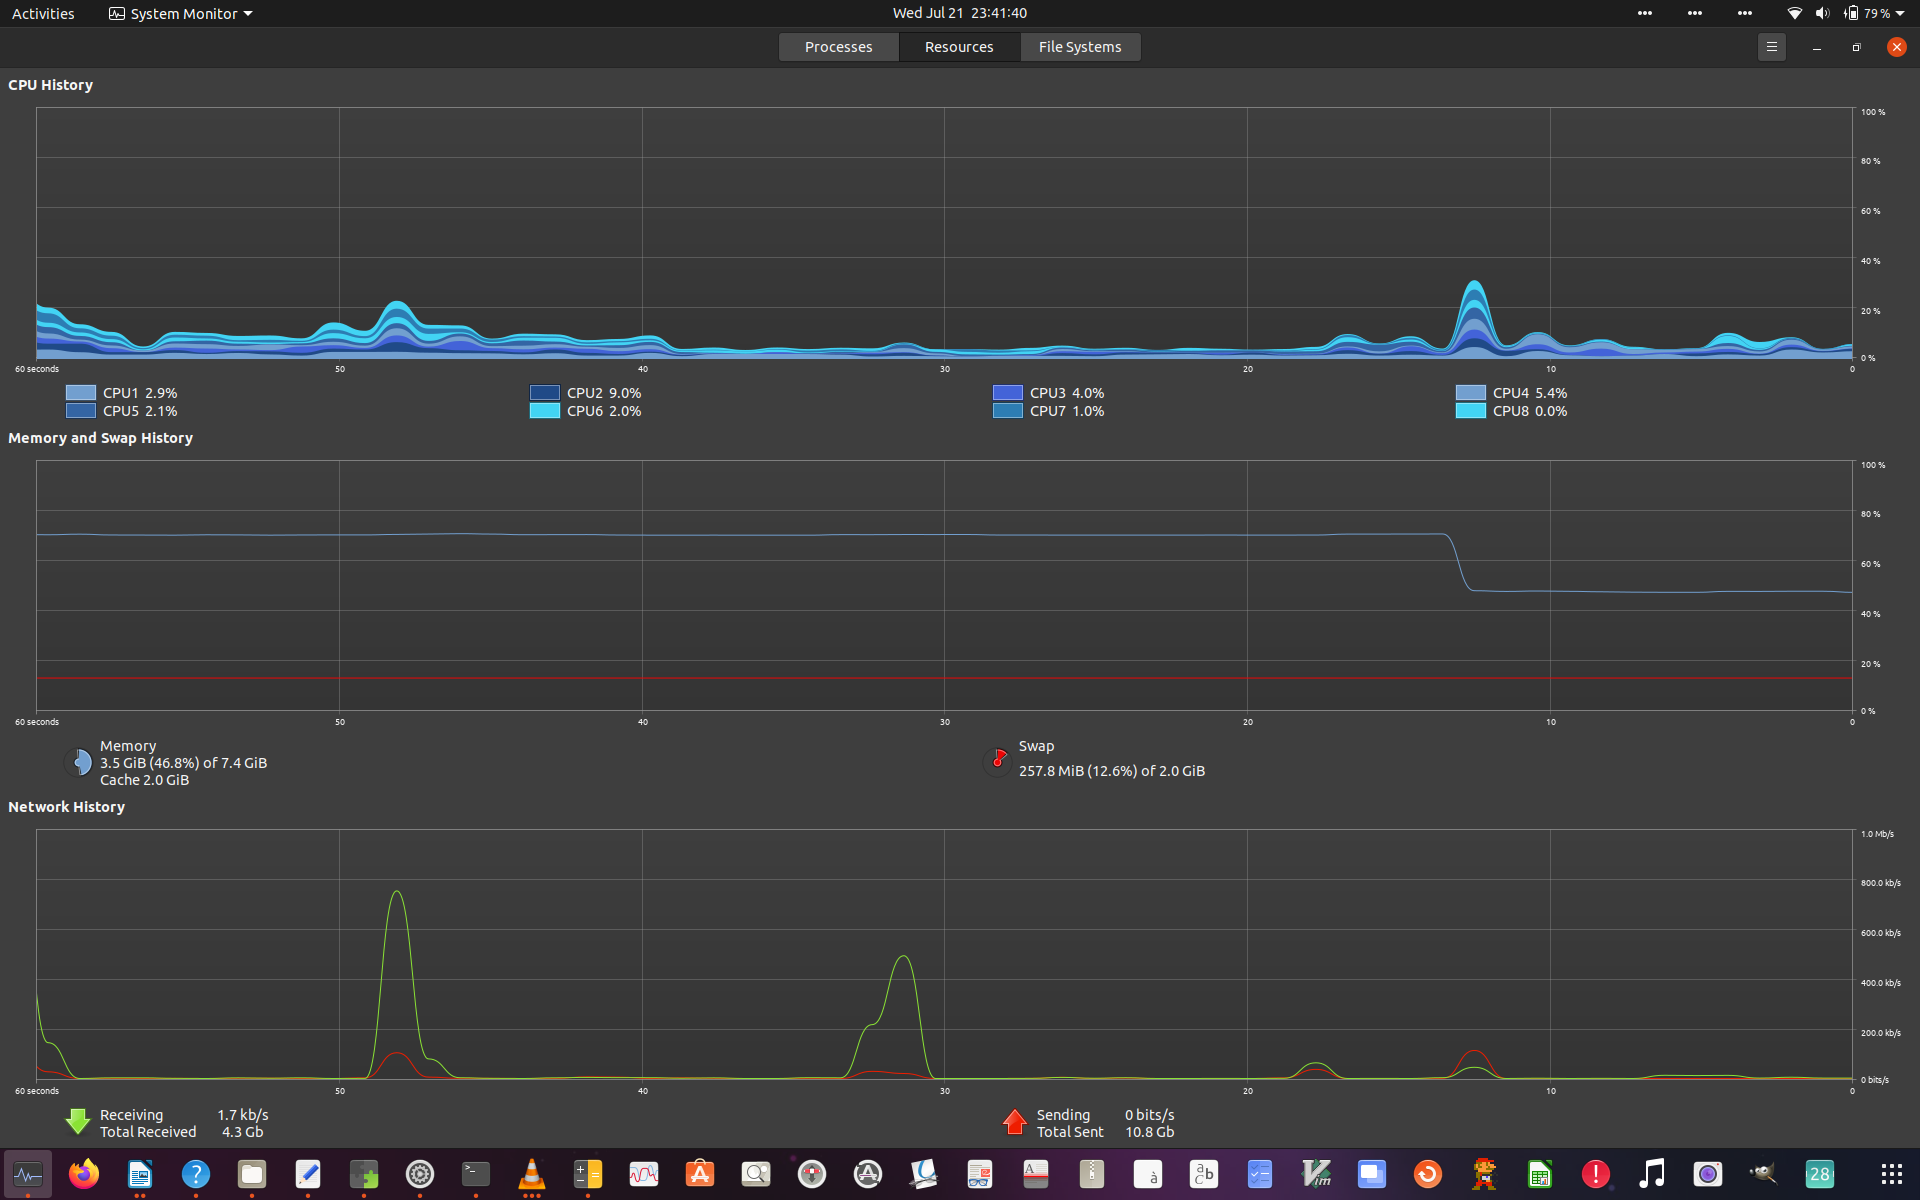 Activities System Monitor Wed Jul 21 23:41:40 79 %
Processes Resources File Systems
CPU History
100 %
80 %
60 %
40 %
20 %
0 %
60 seconds 50 40 30 20 10 0
CPU1 2.9% CPU2 9.0% CPU3 4.0% CPU4 5.4%
CPU5 2.1% CPU6 2.0% CPU7 1.0% CPU8 0.0%
Memory and Swap History
100 %
80 %
60 %
40 %
20 %
0 %
60 seconds 50 40 30 20 10 0
Memory Swap
3.5 GiB (46.8%) of 7.4 GiB 257.8 MiB (12.6%) of 2.0 GiB
Cache 2.0 GiB
Network History
1.0 Mb/s
800.0 kb/s
600.0 kb/s
400.0 kb/s
200.0 kb/s
0 bits/s
60 seconds 50 40 30 20 10 0
Receiving 1.7 kb/s Sending 0 bits/s
Total Received 4.3 Gb Total Sent 10.8 Gb
? >_ A A à a b c Vim ! 28